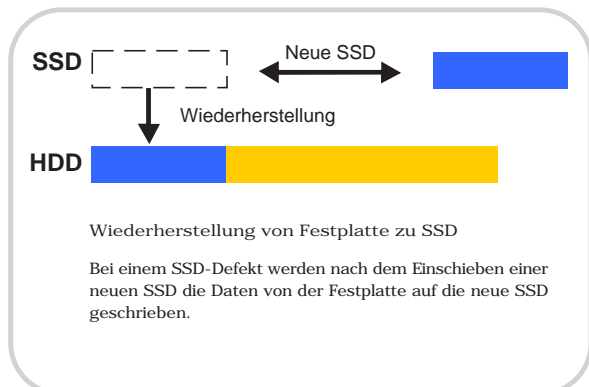 SSD
Neue SSD
Wiederherstellung
HDD
Wiederherstellung von Festplatte zu SSD
Bei einem SSD-Defekt werden nach dem Einschieben einer
neuen SSD die Daten von der Festplatte auf die neue SSD
geschrieben.